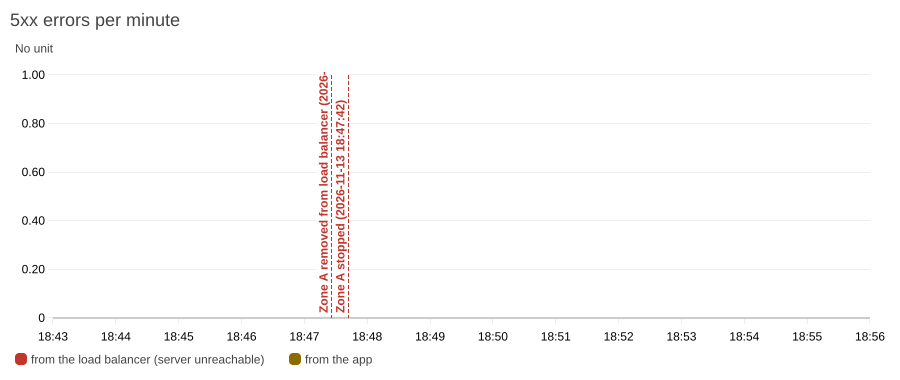 5xx errors per minute
No unit
1.00
0.80
0.60
0.40
0.20
0
Zone A removed from load balancer (2026-
Zone A stopped (2026-11-13 18:47:42)
18:43 18:44 18:45 18:46 18:47 18:48 18:49 18:50 18:51 18:52 18:53 18:54 18:55 18:56
from the load balancer (server unreachable) from the app